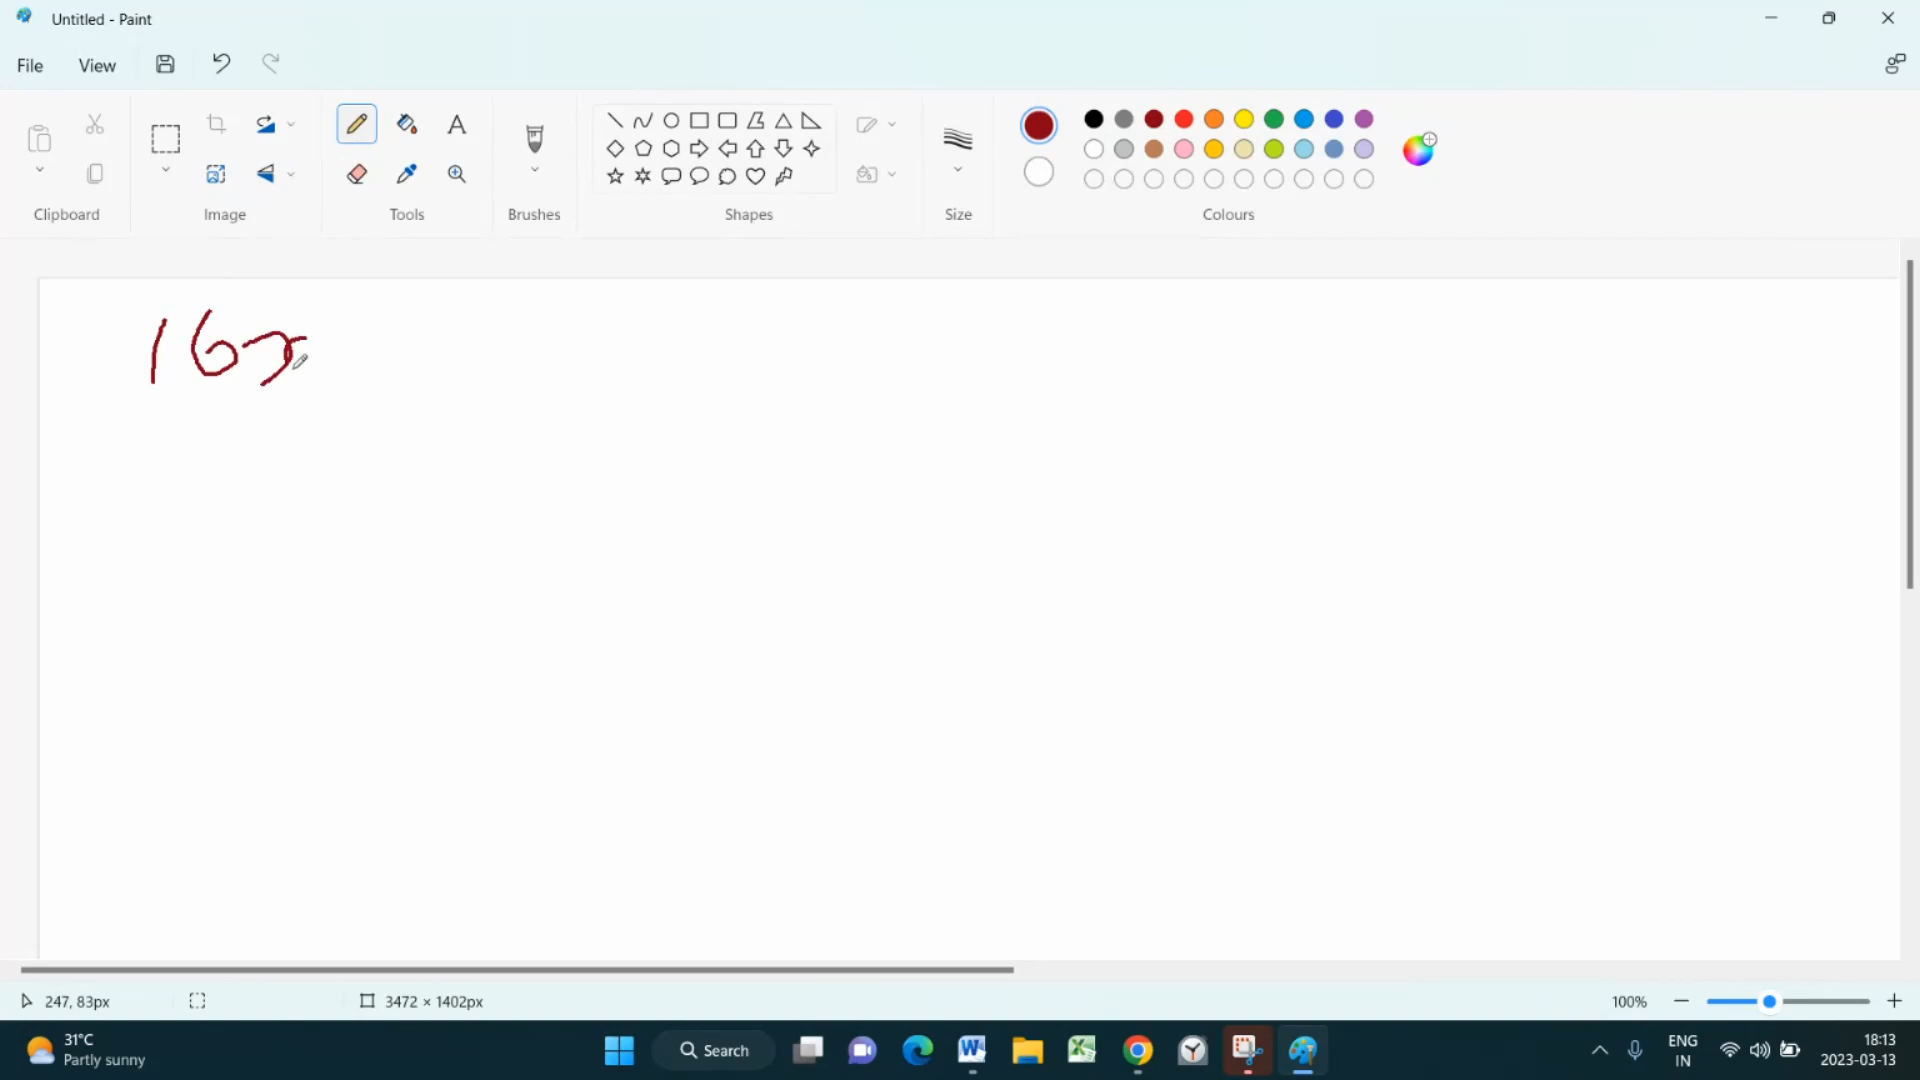 Untitled - Paint
File View
Clipboard Image Tools Brushes Shapes Size Colours
16x
247, 83px 3472 × 1402px 100%
31°C
Partly sunny
Search
ENG
IN
18:13
2023-03-13